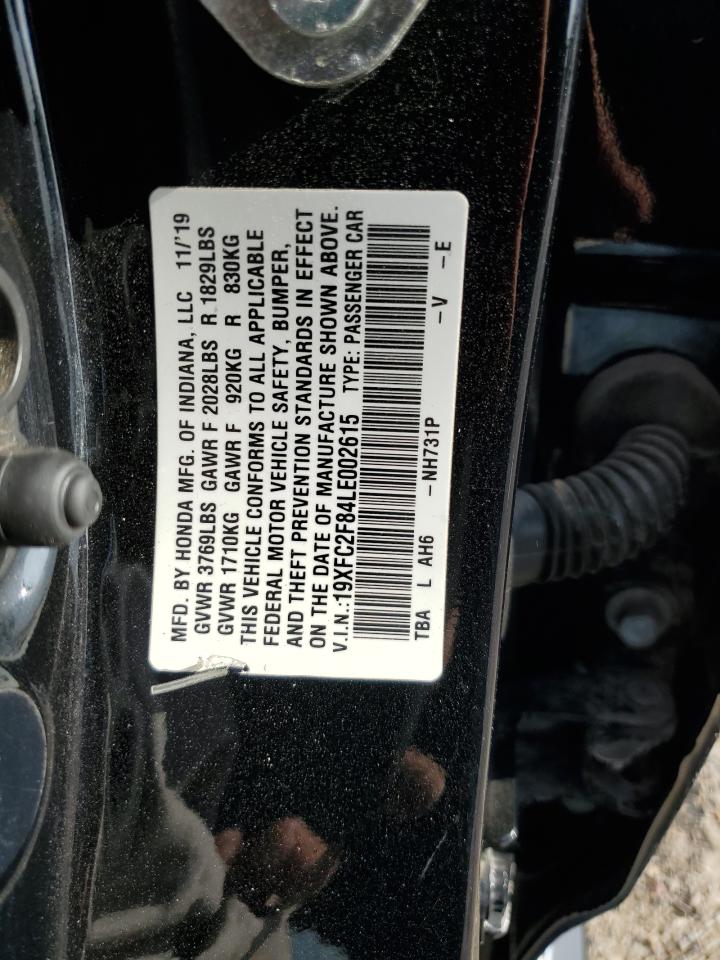 MFD. BY HONDA MFG. OF INDIANA, LLC 11/'19
GVWR 3769LBS GAWR F 2028LBS R 1829LBS
GVWR 1710KG GAWR F 920KG R 830KG
THIS VEHICLE CONFORMS TO ALL APPLICABLE
FEDERAL MOTOR VEHICLE SAFETY, BUMPER,
AND THEFT PREVENTION STANDARDS IN EFFECT
ON THE DATE OF MANUFACTURE SHOWN ABOVE.
V.I.N.:19XFC2F84LE002615 TYPE: PASSENGER CAR
TBA L AH6 -NH731P -V -E